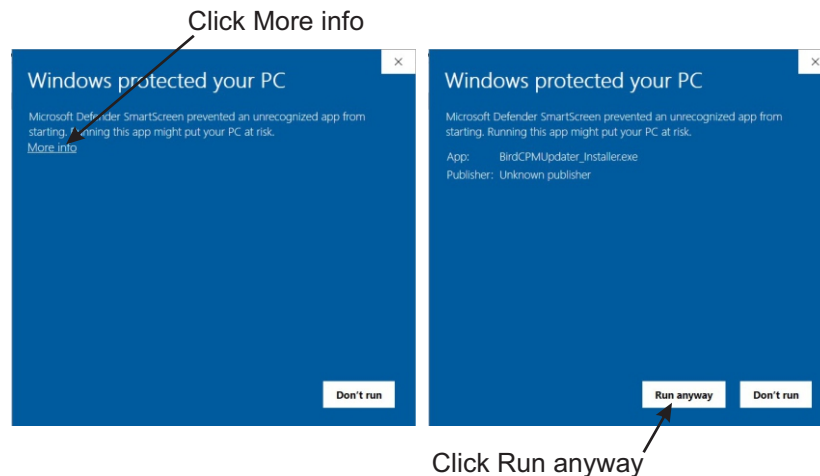 Click More info
Windows protected your PC
Microsoft Defender SmartScreen prevented an unrecognized app from
starting. Running this app might put your PC at risk.
More info
Don't run
Windows protected your PC
Microsoft Defender SmartScreen prevented an unrecognized app from
starting. Running this app might put your PC at risk.
App: BirdCPMUpdater_Installer.exe
Publisher: Unknown publisher
Run anyway Don't run
Click Run anyway